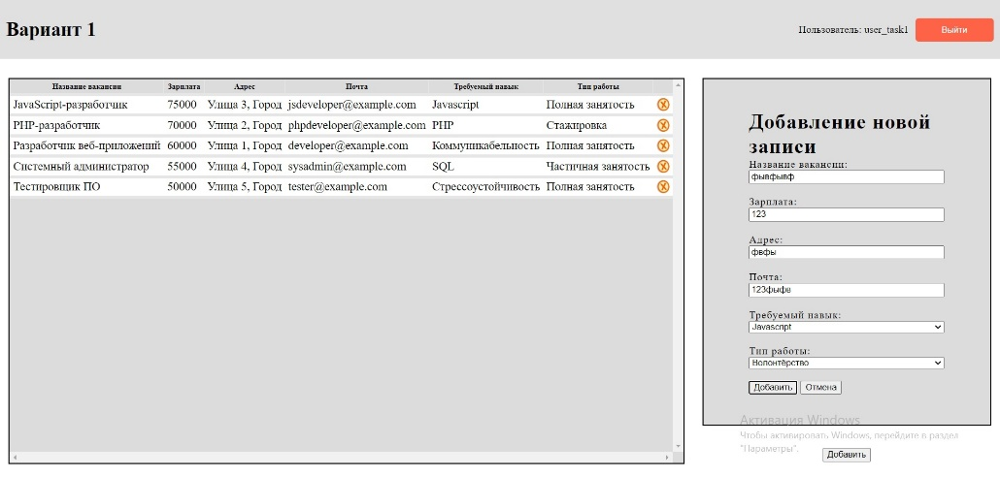 Вариант 1
Пользователь: user_task1 Выйти
Название вакансии Зарплата Адрес Почта Требуемый навык Тип работы
JavaScript-разработчик 75000 Улица 3, Город jsdeveloper@example.com Javascript Полная занятость
PHP-разработчик 70000 Улица 2, Город phpdeveloper@example.com PHP Стажировка
Разработчик веб-приложений 60000 Улица 1, Город developer@example.com Коммуникабельность Полная занятость
Системный администратор 55000 Улица 4, Город sysadmin@example.com SQL Частичная занятость
Тестировщик ПО 50000 Улица 5, Город tester@example.com Стрессоустойчивость Полная занятость
Добавление новой
записи
Название вакансии:
фывфывф
Зарплата:
123
Адрес:
фвфы
Почта:
123фыфв
Требуемый навык:
Javascript
Тип работы:
Волонтёрство
Добавить Отмена
Активация Windows
Чтобы активировать Windows, перейдите в раздел
"Параметры".
Добавить